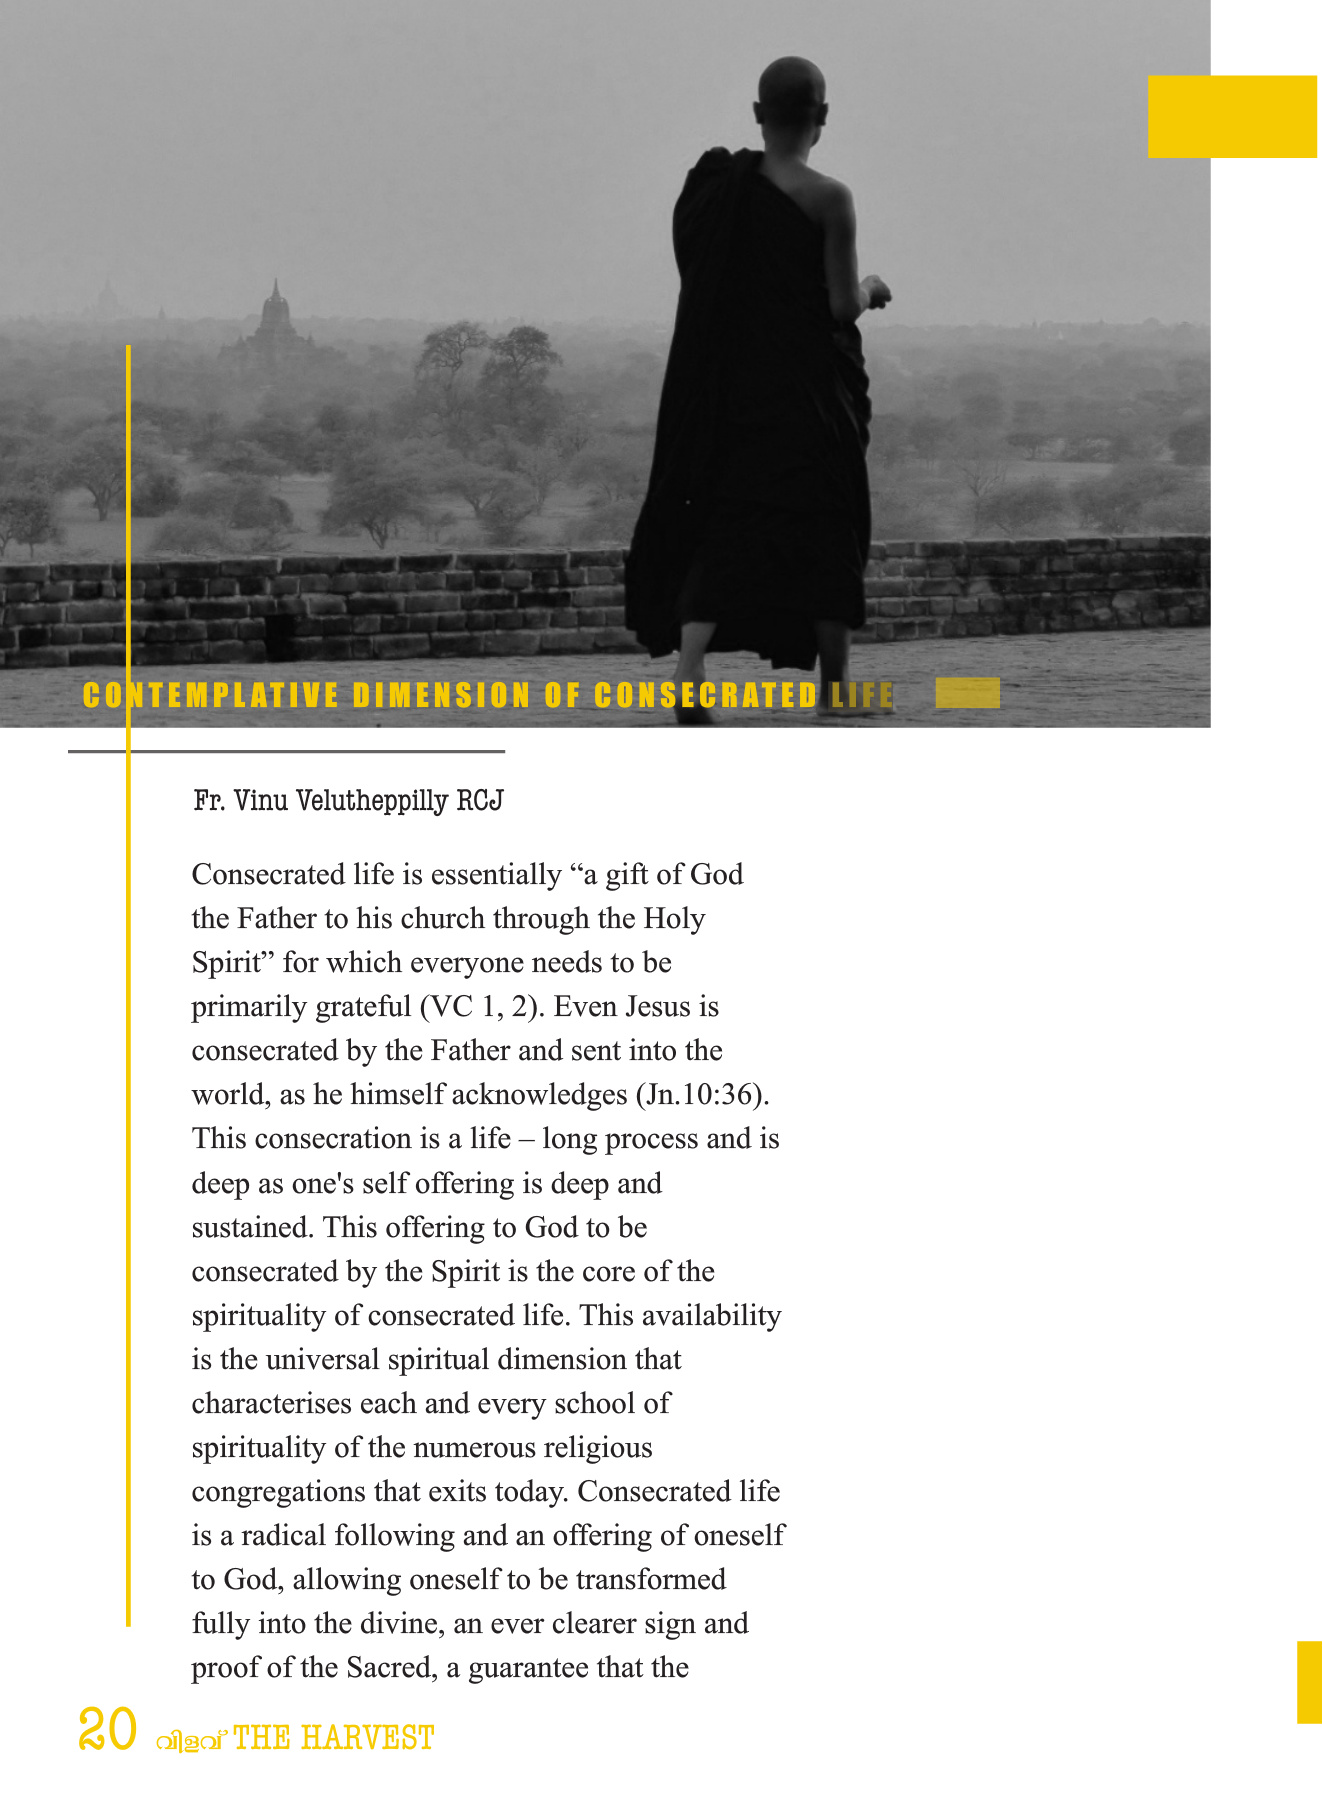 CONTEMPLATIVE DIMENSION OF CONSECRATED LIFE
Fr. Vinu Velutheppilly RCJ
Consecrated life is essentially “a gift of God
the Father to his church through the Holy
Spirit” for which everyone needs to be
primarily grateful (VC 1, 2). Even Jesus is
consecrated by the Father and sent into the
world, as he himself acknowledges (Jn.10:36).
This consecration is a life – long process and is
deep as one's self offering is deep and
sustained. This offering to God to be
consecrated by the Spirit is the core of the
spirituality of consecrated life. This availability
is the universal spiritual dimension that
characterises each and every school of
spirituality of the numerous religious
congregations that exits today. Consecrated life
is a radical following and an offering of oneself
to God, allowing oneself to be transformed
fully into the divine, an ever clearer sign and
proof of the Sacred, a guarantee that the
20 വിളവ് THE HARVEST